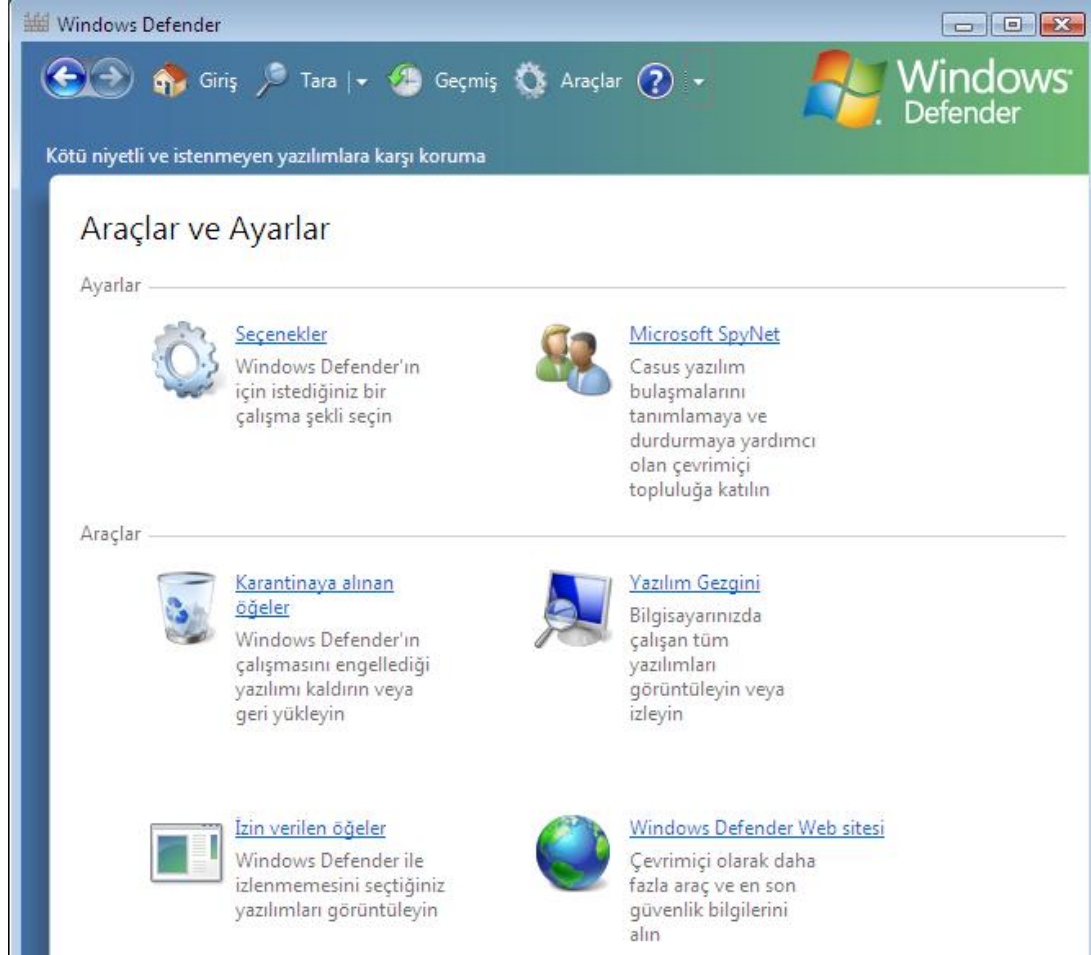 Windows Defender
Giriş Tara Geçmiş Araçlar ?
Windows
Defender
Kötü niyetli ve istenmeyen yazılımlara karşı koruma
Araçlar ve Ayarlar
Ayarlar
Seçenekler
Windows Defender'ın
için istediğiniz bir
çalışma şekli seçin
Microsoft SpyNet
Casus yazılım
bulaşmalarını
tanımlamaya ve
durdurmaya yardımcı
olan çevrimiçi
topluluğa katılın
Araçlar
Karantinaya alınan
öğeler
Windows Defender'ın
çalışmasını engellediği
yazılımı kaldırın veya
geri yükleyin
Yazılım Gezgini
Bilgisayarınızda
çalışan tüm
yazılımları
görüntüleyin veya
izleyin
İzin verilen öğeler
Windows Defender ile
izlenmemesini seçtiğiniz
yazılımları görüntüleyin
Windows Defender Web sitesi
Çevrimiçi olarak daha
fazla araç ve en son
güvenlik bilgilerini
alın